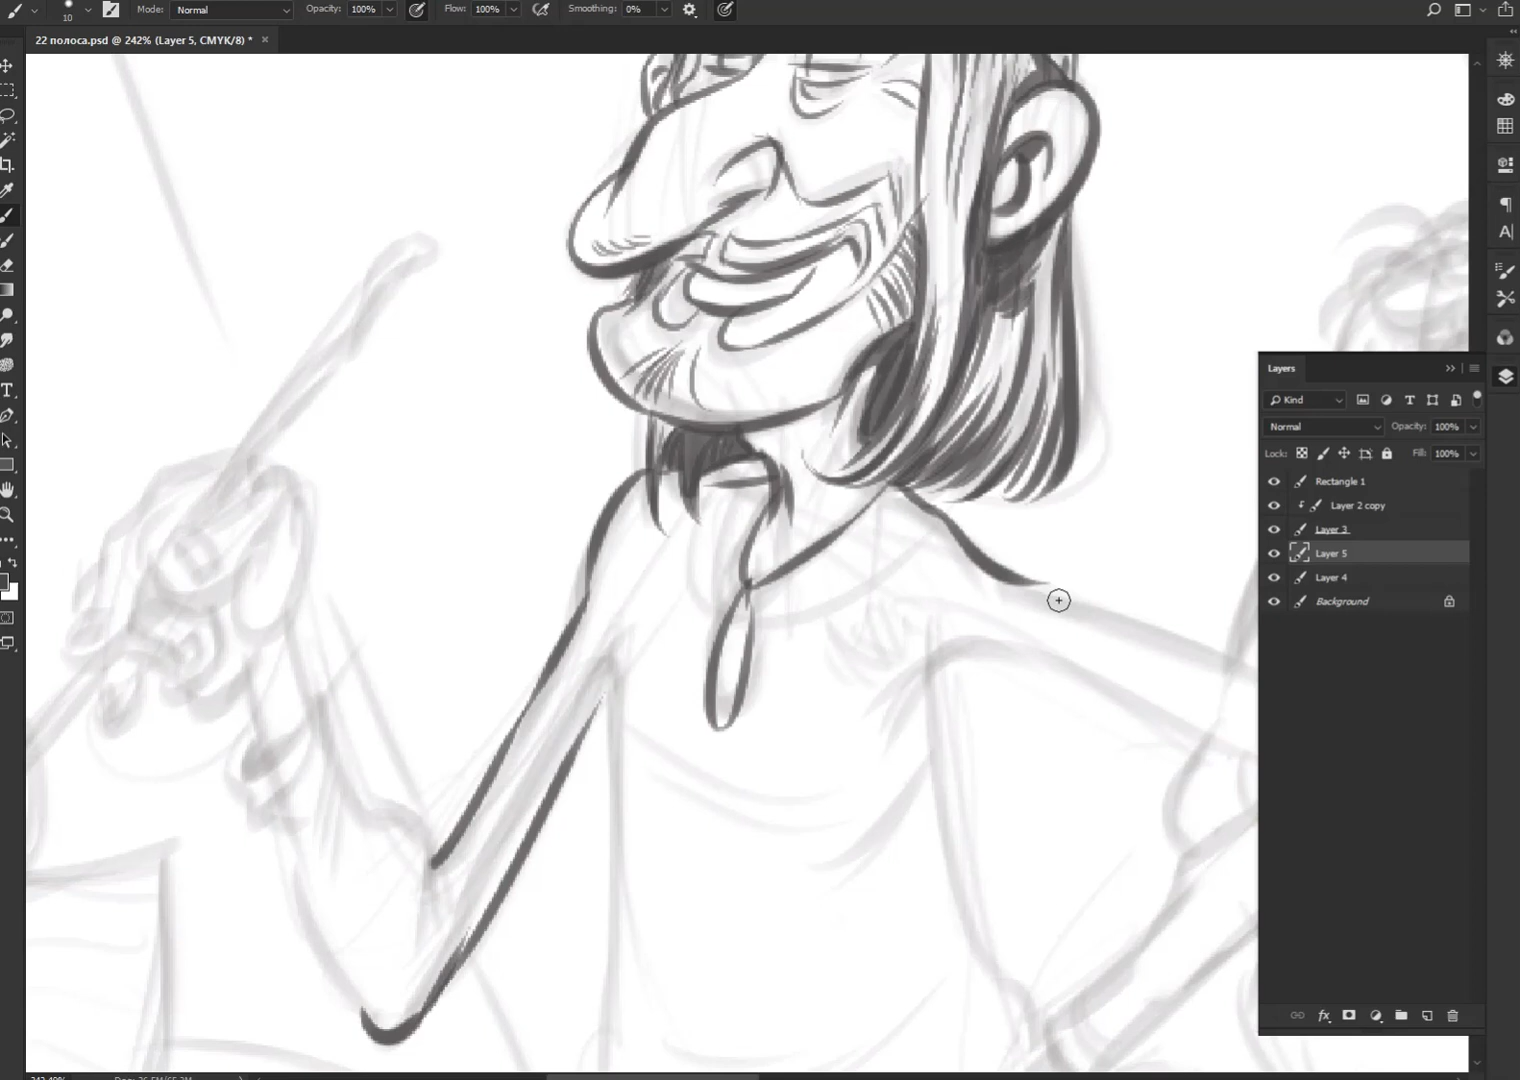 10 Mode: Normal Opacity: 100% Flow: 100% Smoothing: 0%
22 полоса.psd @ 242% (Layer 5, CMYK/8) * ×
Layers
Kind
Normal Opacity: 100%
Lock: Fill: 100%
Rectangle 1
Layer 2 copy
Layer 3
Layer 5
Layer 4
Background